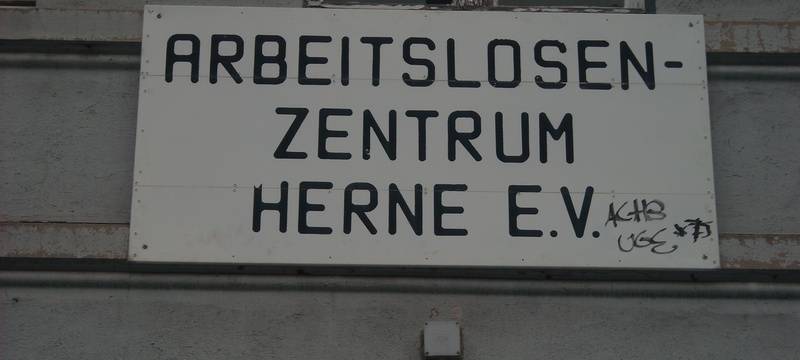 ARBEITSLOSEN-
ZENTRUM
HERNE E.V.